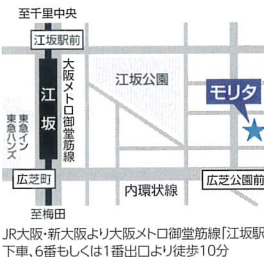 至千里中央
江坂駅前
大阪メトロ御堂筋線
江坂
江坂公園
モリタ
東急イン
東急ハンズ
広芝町
内環状線
広芝公園前
至梅田
JR大阪・新大阪より大阪メトロ御堂筋線「江坂駅
下車、6番もしくは1番出口より徒歩10分